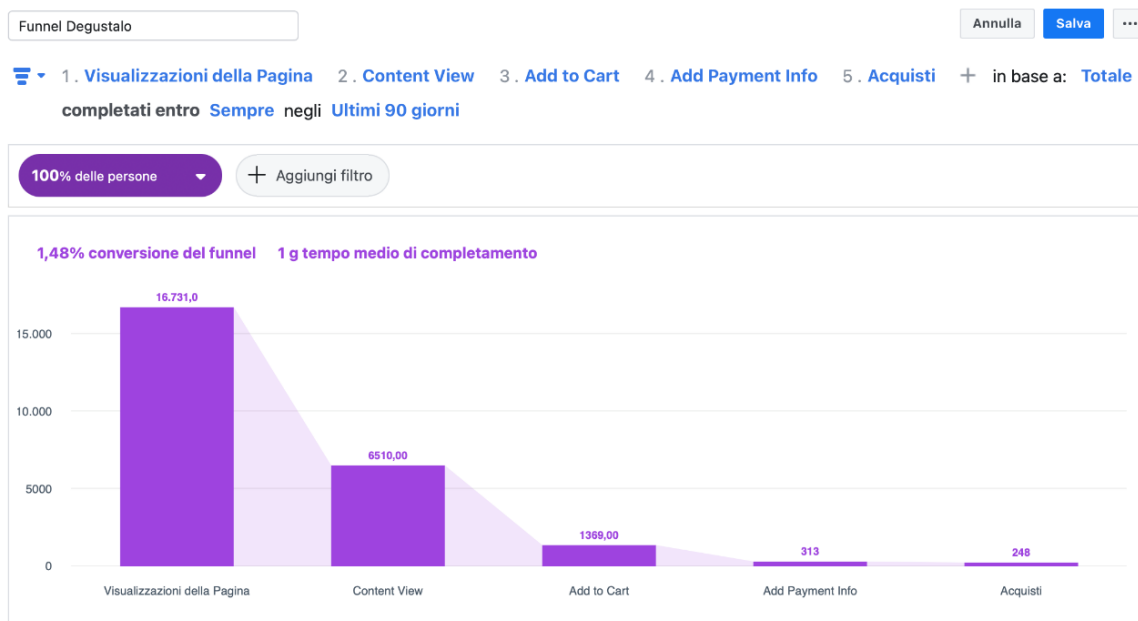 Funnel Degustalo
Annulla
Salva
1. Visualizzazioni della Pagina 2. Content View 3. Add to Cart 4. Add Payment Info 5. Acquisti + in base a: Totale
completati entro Sempre negli Ultimi 90 giorni
100% delle persone
+ Aggiungi filtro
1,48% conversione del funnel 1 g tempo medio di completamento
16.731,0
15.000
10.000
6510,00
5000
1369,00
313
248
0
Visualizzazioni della Pagina Content View Add to Cart Add Payment Info Acquisti